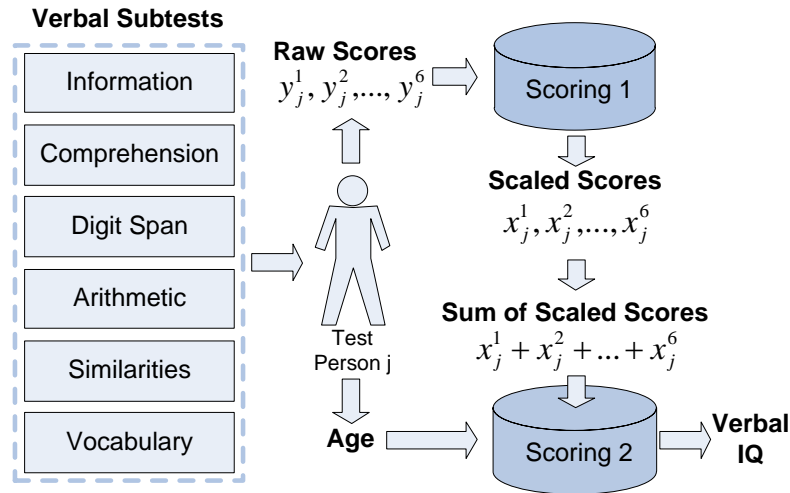 Verbal Subtests
Information
Comprehension
Digit Span
Arithmetic
Similarities
Vocabulary
Raw Scores
y_j^1, y_j^2,..., y_j^6
Test
Person j
Age
Scoring 1
Scaled Scores
x_j^1, x_j^2,..., x_j^6
Sum of Scaled Scores
x_j^1 + x_j^2 + ... + x_j^6
Scoring 2
Verbal
IQ